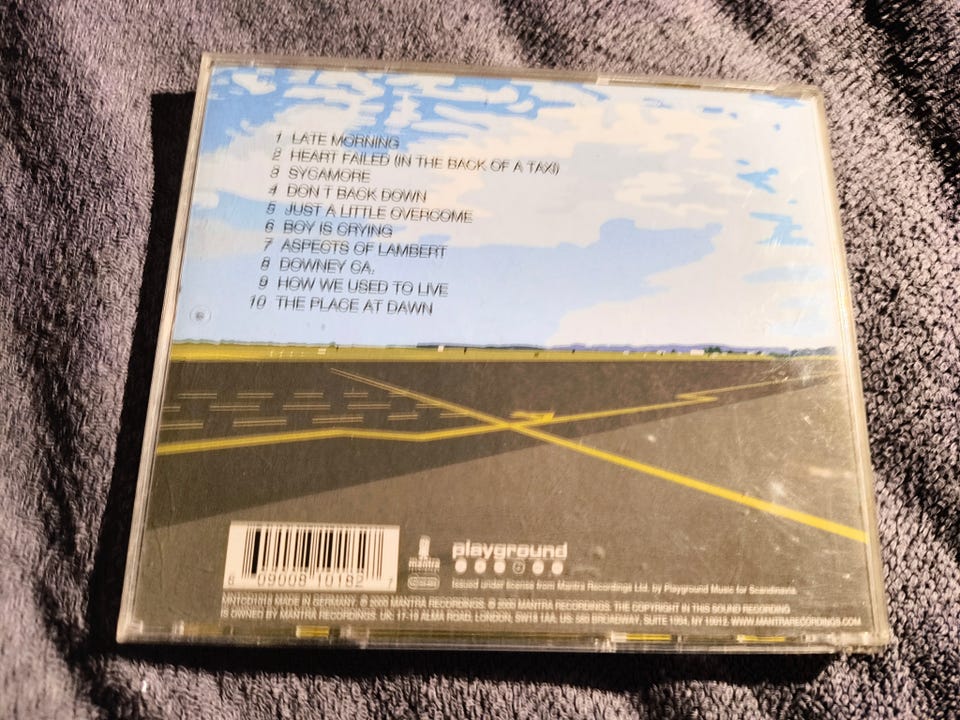 1 LATE MORNING
2 HEART FAILED (IN THE BACK OF A TAXI)
3 SYCAMORE
4 DON T BACK DOWN
5 JUST A LITTLE OVERCOME
6 BOY IS CRYING
7 ASPECTS OF LAMBERT
8 DOWNEY CA.
9 HOW WE USED TO LIVE
10 THE PLACE AT DAWN
mantra
playground
Issued under license from Mantra Recordings Ltd. by Playground Music for Scandinavia
MADE IN GERMANY. ℗ 2000 MANTRA RECORDINGS. © 2000 MANTRA RECORDINGS. THE COPYRIGHT IN THIS SOUND RECORDING
IS OWNED BY MANTRA RECORDINGS. UK: 17-19 ALMA ROAD, LONDON, SW18 1AA. US: 580 BROADWAY, SUITE 1004, NY 10012. WWW.MANTRARECORDINGS.COM